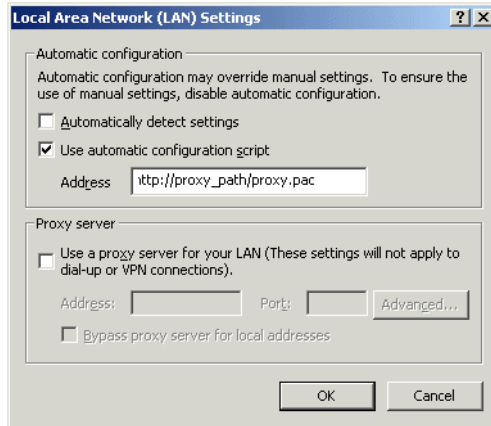 Local Area Network (LAN) Settings
Automatic configuration
Automatic configuration may override manual settings. To ensure the
use of manual settings, disable automatic configuration.
Automatically detect settings
Use automatic configuration script
Address ttp://proxy_path/proxy.pac
Proxy server
Use a proxy server for your LAN (These settings will not apply to
dial-up or VPN connections).
Address: Port: Advanced...
Bypass proxy server for local addresses
OK Cancel